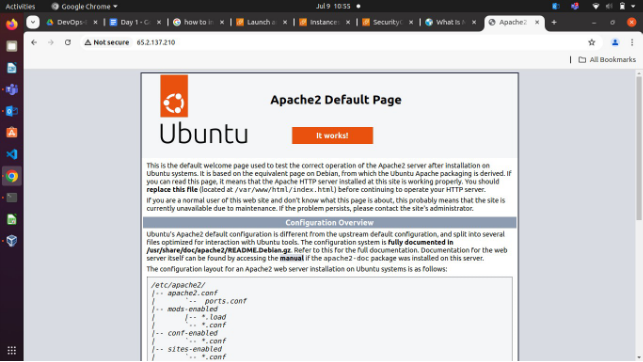 Activities
Google Chrome
Jul 9 10:55
DevOps
Day 1 - G
how to i
Launch a
Instances
Security
What Is
Apache2
Not secure
65.2.137.210
All Bookmarks
Apache2 Default Page
Ubuntu
It works!
This is the default welcome page used to test the correct operation of the Apache2 server after installation on
Ubuntu systems. It is based on the equivalent page on Debian, from which the Ubuntu Apache packaging is derived. If
you can read this page, it means that the Apache HTTP server installed at this site is working properly. You should
replace this file (located at /var/www/html/index.html) before continuing to operate your HTTP server.
If you are a normal user of this web site and don't know what this page is about, this probably means that the site is
currently unavailable due to maintenance. If the problem persists, please contact the site's administrator.
Configuration Overview
Ubuntu's Apache2 default configuration is different from the upstream default configuration, and split into several
files optimized for interaction with Ubuntu tools. The configuration system is fully documented in
/usr/share/doc/apache2/README.Debian.gz. Refer to this for the full documentation. Documentation for the web
server itself can be found by accessing the manual if the apache2-doc package was installed on this server.
The configuration layout for an Apache2 web server installation on Ubuntu systems is as follows:
/etc/apache2/
|-- apache2.conf
|       `--  ports.conf
|-- mods-enabled
|       |-- *.load
|       `-- *.conf
|-- conf-enabled
|       `-- *.conf
|-- sites-enabled
|       `-- *.conf